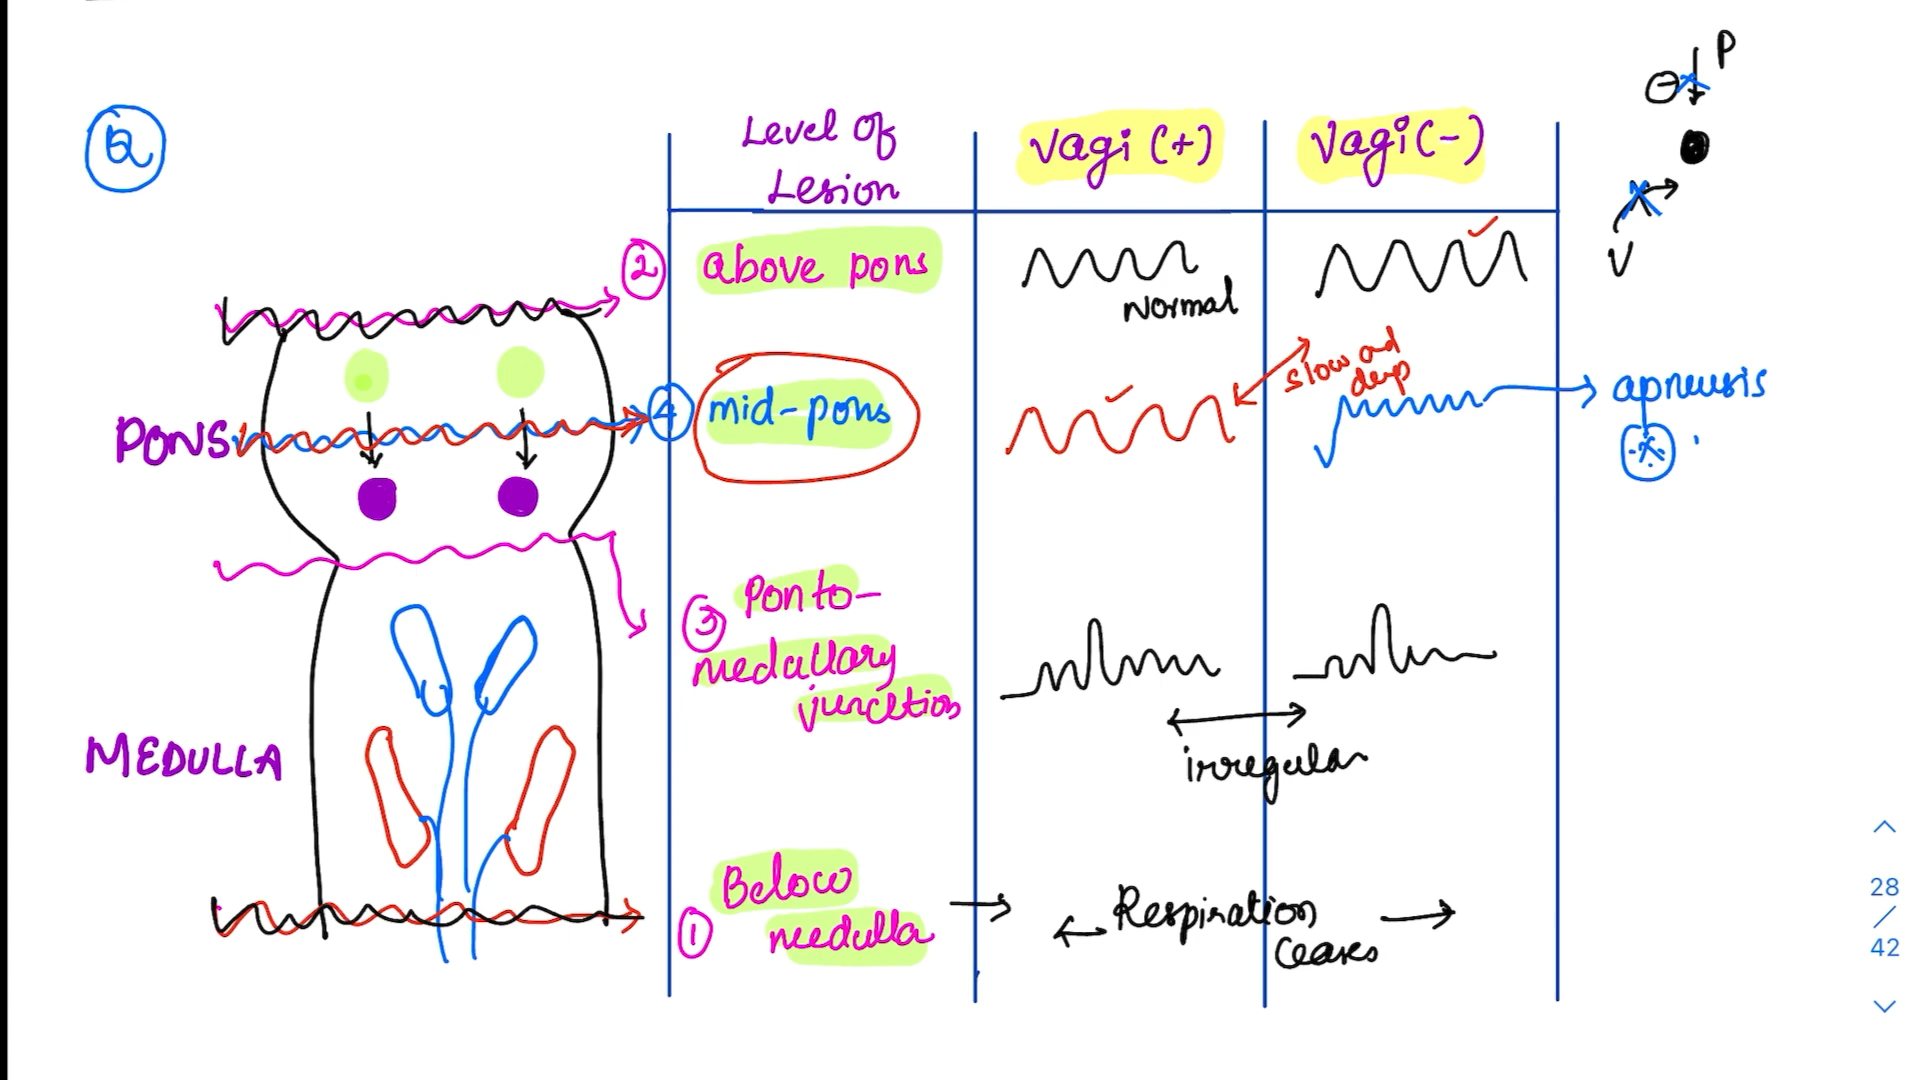 Q
P
Level Of
Lesion
Vagi (+)
Vagi (-)
V
2
above pons
Normal
slow and
deep
4
mid-pons
apneusis
PONS
3
Ponto-
medullary
junction
irregular
MEDULLA
Below
1
medulla
Respiration
Ceases
28
/
42